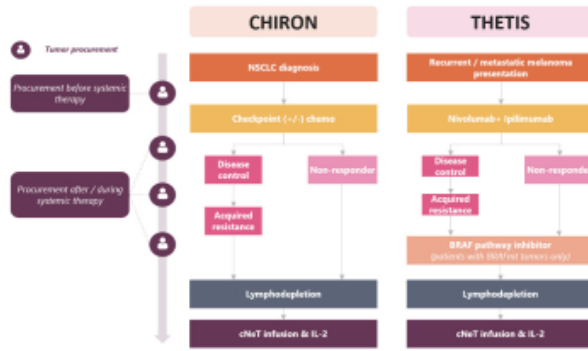 CHIRON
THETIS
Tumor procurement
Procurement before systemic
therapy
Procurement after / during
systemic therapy
NSCLC diagnosis
Checkpoint (+/-) chemo
Disease
control
Non-responder
Acquired
resistance
Lymphodepletion
cNeT infusion & IL-2
Recurrent / metastatic melanoma
presentation
Nivolumab+ Ipilimumab
Disease
control
Non-responder
Acquired
resistance
BRAF pathway inhibitor
(patients with BRAFmt tumors only)
Lymphodepletion
cNeT infusion & IL-2